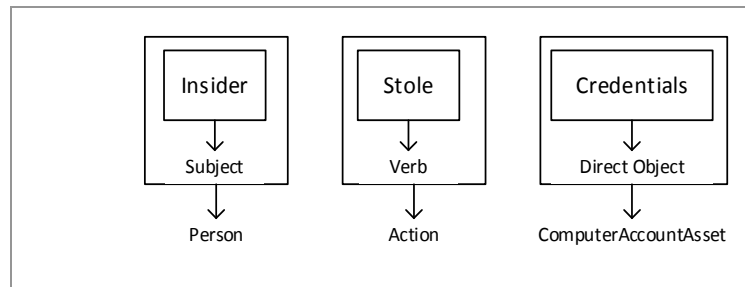 Insider Stole Credentials
Subject Verb Direct Object
Person Action ComputerAccountAsset